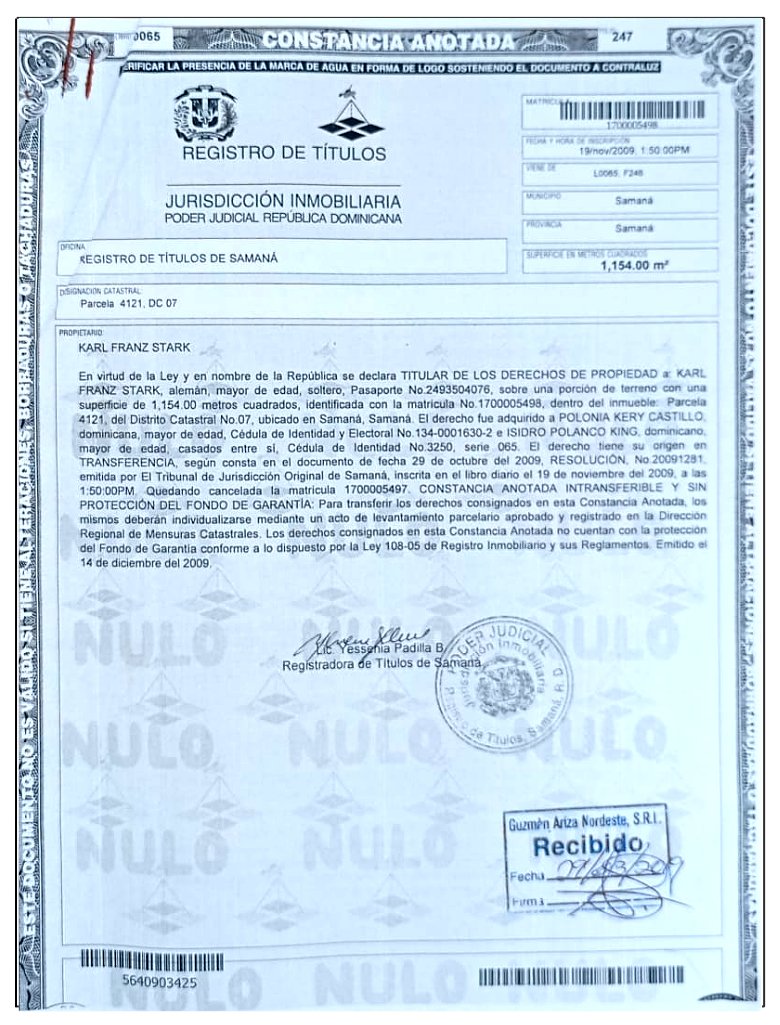 0065
CONSTANCIA ANOTADA
247
ERIFICAR LA PRESENCIA DE LA MARCA DE AGUA EN FORMA DE LOGO SOSTENIENDO EL DOCUMENTO A CONTRALUZ
REGISTRO DE TÍTULOS
JURISDICCIÓN INMOBILIARIA
PODER JUDICIAL REPÚBLICA DOMINICANA
MATRICULA
1700005498
FECHA Y HORA DE INSCRIPCIÓN
19/nov/2009, 1:50:00PM
VIENE DE
L0065, F246
MUNICIPIO
Samaná
PROVINCIA
Samaná
SUPERFICIE EN METROS CUADRADOS
1,154.00 m²
OFICINA
REGISTRO DE TÍTULOS DE SAMANÁ
DESIGNACIÓN CATASTRAL
Parcela 4121, DC 07
PROPIETARIO
KARL FRANZ STARK
En virtud de la Ley y en nombre de la República se declara TITULAR DE LOS DERECHOS DE PROPIEDAD a: KARL
FRANZ STARK, alemán, mayor de edad, soltero, Pasaporte No.2493504076, sobre una porción de terreno con una
superficie de 1,154.00 metros cuadrados, identificada con la matricula No.1700005498, dentro del inmueble: Parcela
4121, del Distrito Catastral No.07, ubicado en Samaná, Samaná. El derecho fue adquirido a POLONIA KERY CASTILLO,
dominicana, mayor de edad, Cédula de Identidad y Electoral No.134-0001630-2 e ISIDRO POLANCO KING, dominicano,
mayor de edad, casados entre sí, Cédula de Identidad No.3250, serie 065. El derecho tiene su origen en
TRANSFERENCIA, según consta en el documento de fecha 29 de octubre del 2009, RESOLUCIÓN, No.20091281,
emitida por El Tribunal de Jurisdicción Original de Samaná, inscrita en el libro diario el 19 de noviembre del 2009, a las
1:50:00PM. Quedando cancelada la matricula 1700005497. CONSTANCIA ANOTADA INTRANSFERIBLE Y SIN
PROTECCIÓN DEL FONDO DE GARANTÍA: Para transferir los derechos consignados en esta Constancia Anotada, los
mismos deberán individualizarse mediante un acto de levantamiento parcelario aprobado y registrado en la Dirección
Regional de Mensuras Catastrales. Los derechos consignados en esta Constancia Anotada no cuentan con la protección
del Fondo de Garantía conforme a lo dispuesto por la Ley 108-05 de Registro Inmobiliario y sus Reglamentos. Emitido el
14 de diciembre del 2009.
Lic. Yessenia Padilla B.
Registradora de Títulos de Samaná
PODER JUDICIAL
Jurisdicción Inmobiliaria
Registro de Títulos, Samaná, R.
NULO NULO NULO
NULO NULO NULO
NULO NULO
Guzmán Ariza Nordeste, S.R.L.
Recibido
Fecha
Firma
5640903425
NULO NULO NULO
ESTE DOCUMENTO NO ES VALIDO SI TIENE ALTERACIONES, BORRADURAS O TACHADURAS